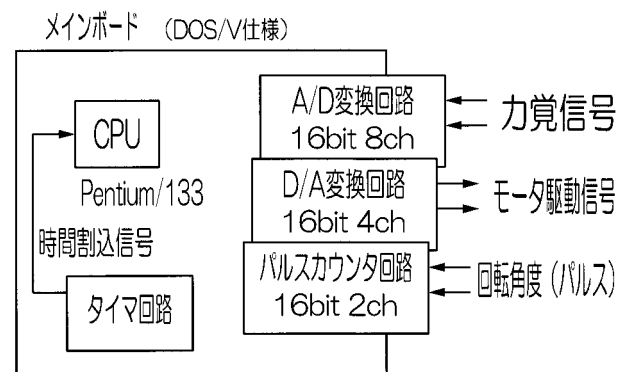 メインボード （DOS/V仕様）
CPU
Pentium/133
時間割込信号
タイマ回路
A/D変換回路
16bit 8ch
力覚信号
D/A変換回路
16bit 4ch
モータ駆動信号
パルスカウンタ回路
16bit 2ch
回転角度（パルス）